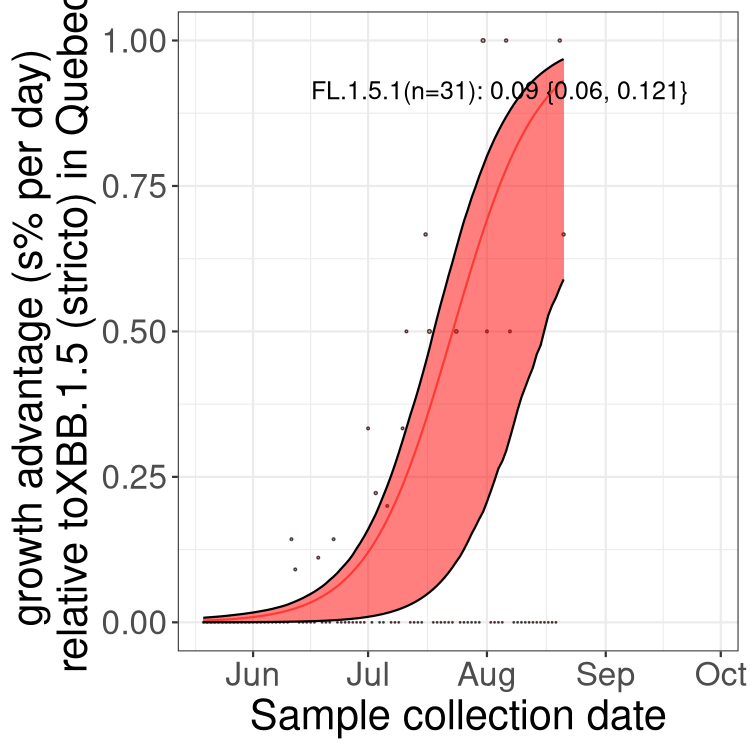 growth advantage (s% per day)
relative toXBB.1.5 (stricto) in Quebec
1.00
0.75
0.50
0.25
0.00
FL.1.5.1(n=31): 0.09 {0.06, 0.121}
Jun Jul Aug Sep Oct
Sample collection date